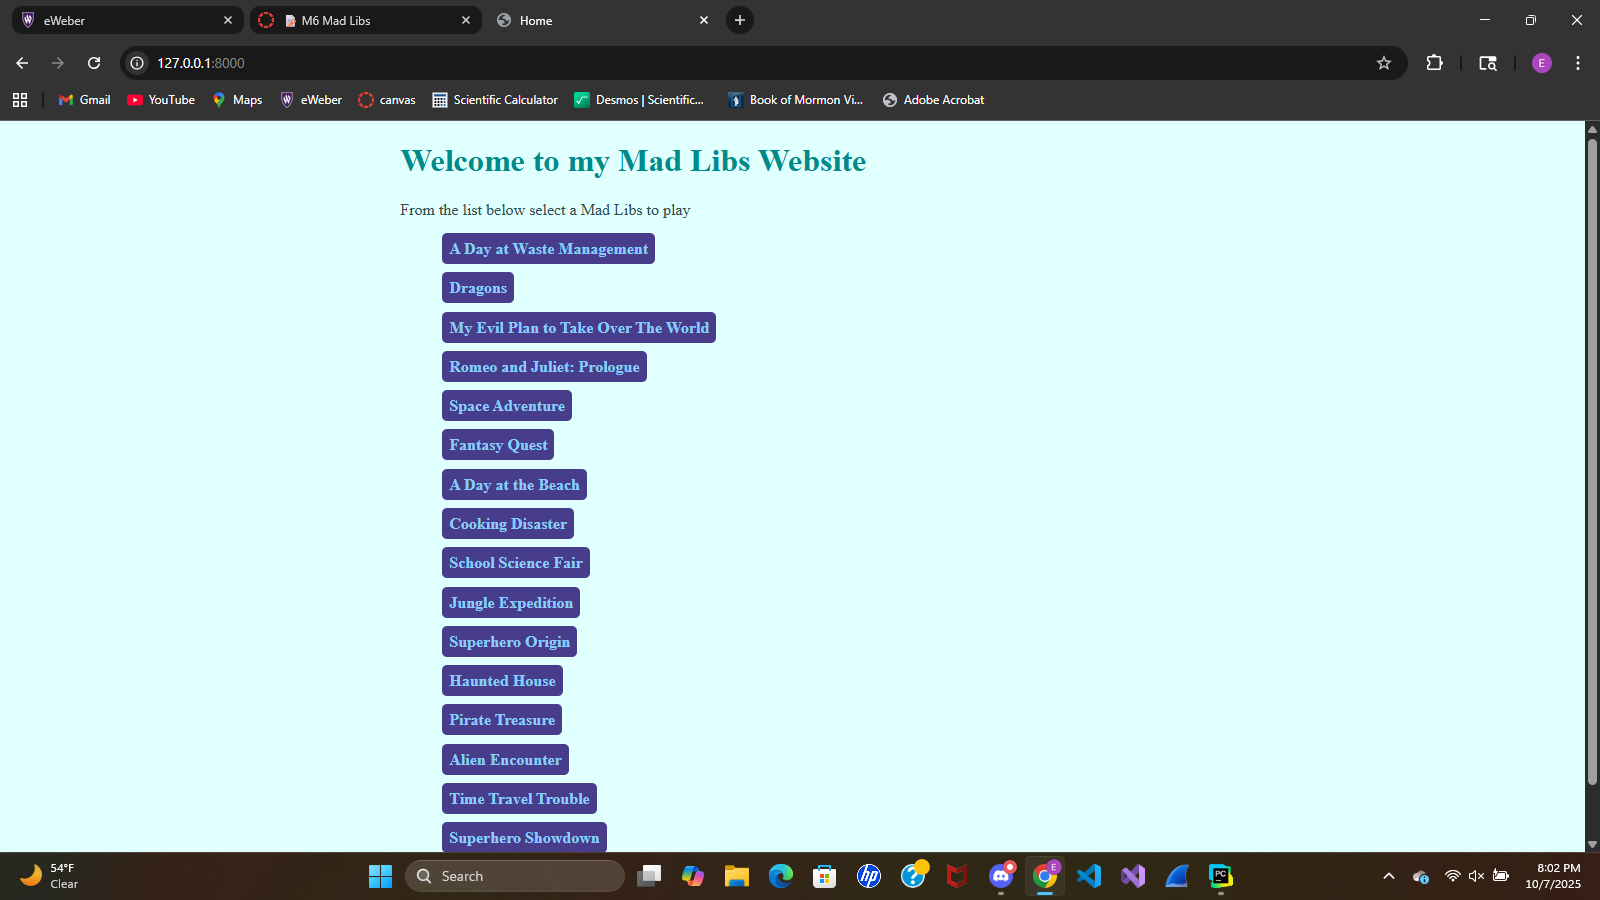 eWeber
M6 Mad Libs
Home
127.0.0.1:8000
E
Gmail
YouTube
Maps
eWeber
canvas
Scientific Calculator
Desmos | Scientific...
Book of Mormon Vi...
Adobe Acrobat
Welcome to my Mad Libs Website
From the list below select a Mad Libs to play
A Day at Waste Management
Dragons
My Evil Plan to Take Over The World
Romeo and Juliet: Prologue
Space Adventure
Fantasy Quest
A Day at the Beach
Cooking Disaster
School Science Fair
Jungle Expedition
Superhero Origin
Haunted House
Pirate Treasure
Alien Encounter
Time Travel Trouble
Superhero Showdown
54°F
Clear
Search
hp
E
PC
8:02 PM
10/7/2025